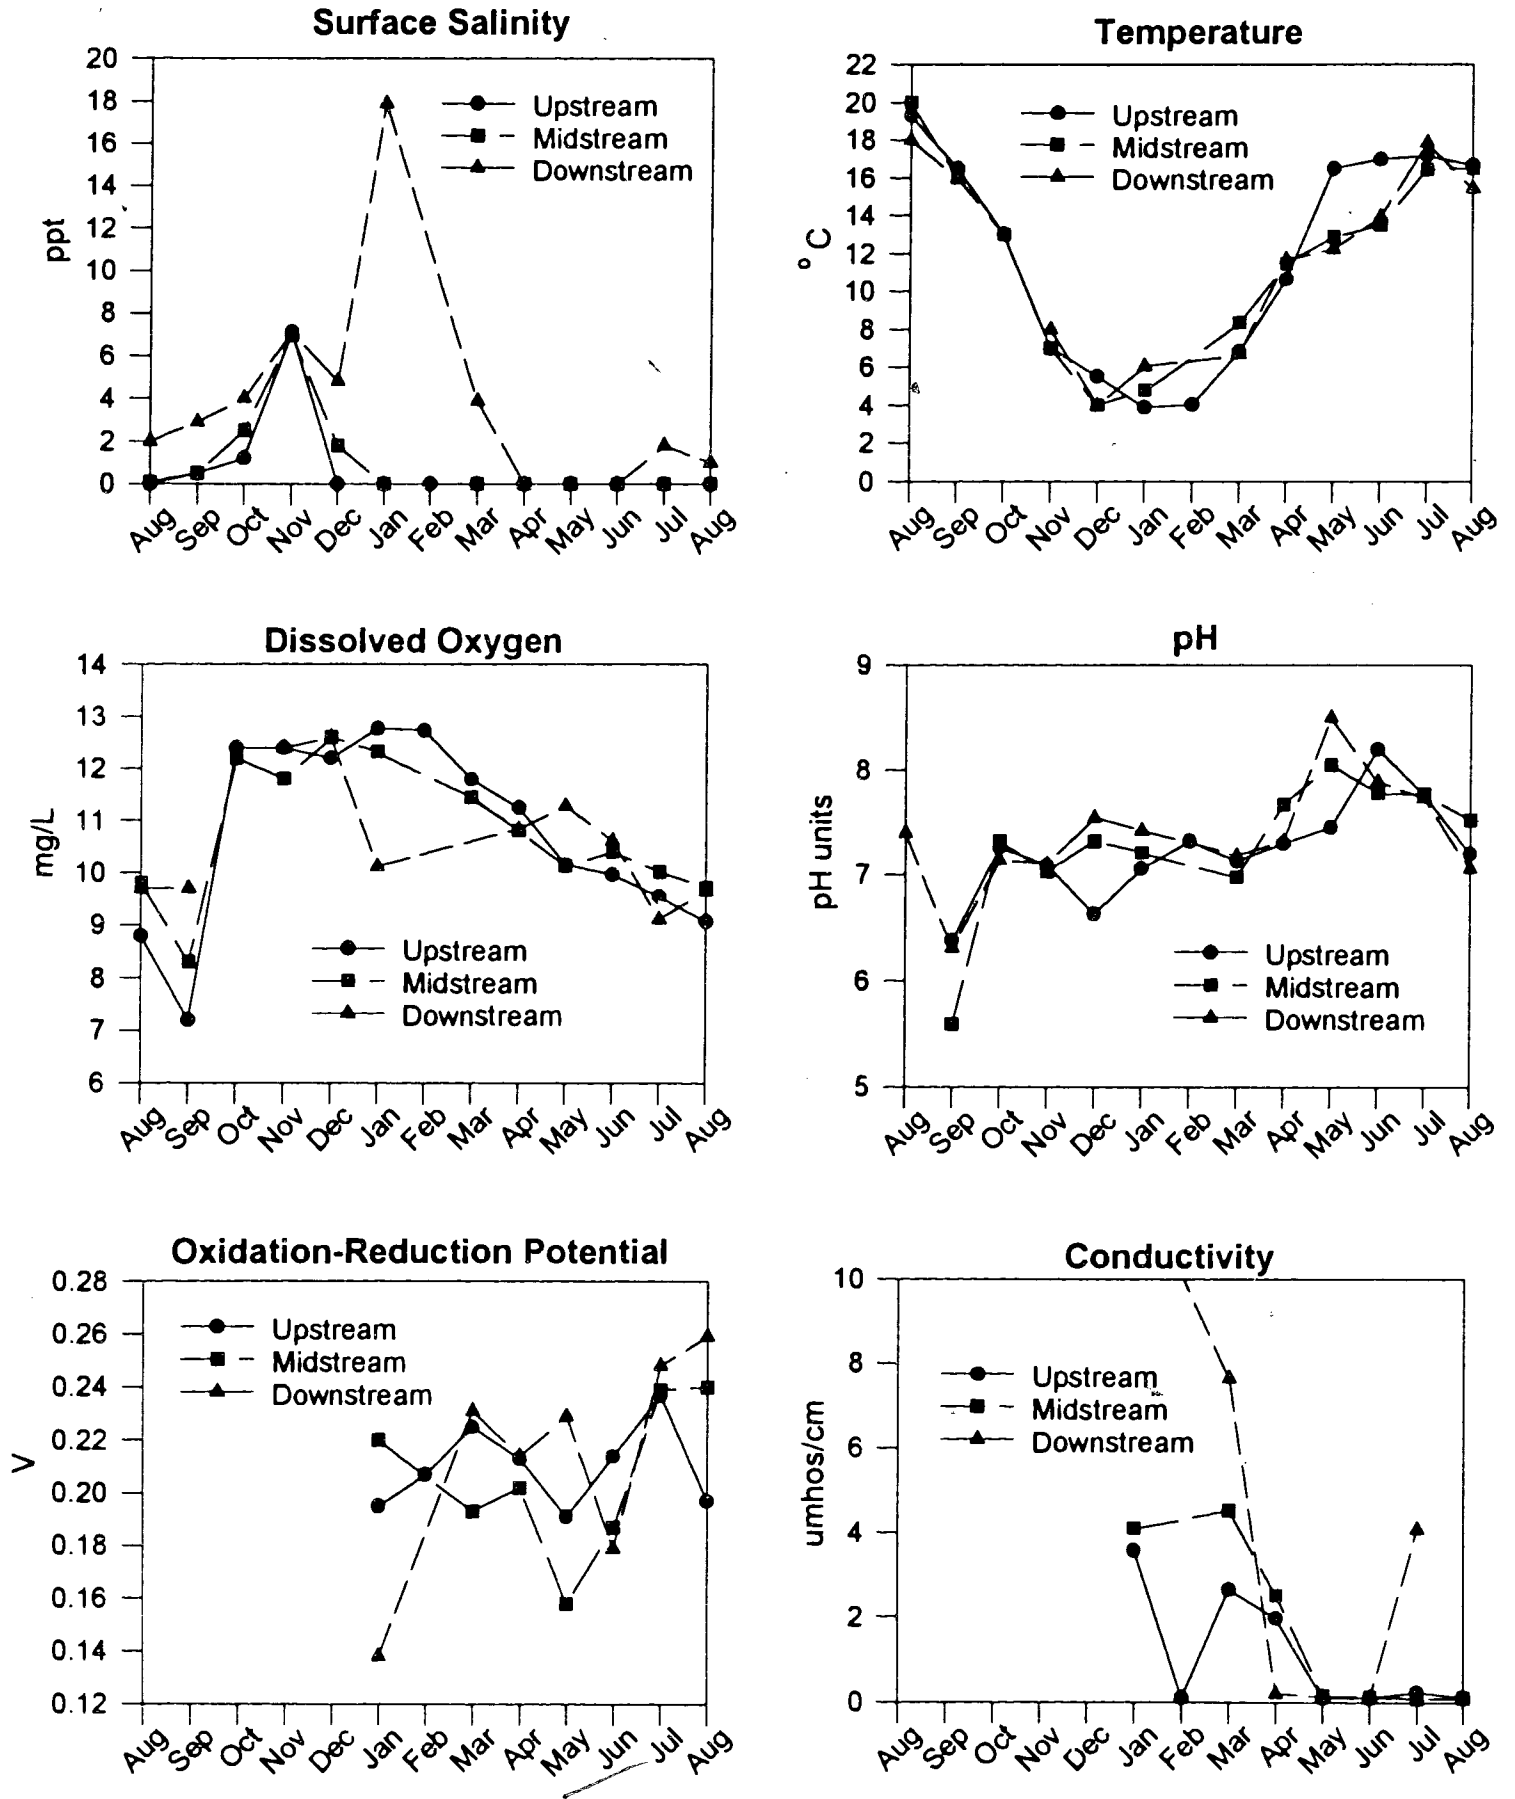 Surface Salinity
20
18
16
14
12
10
8
6
4
2
0
ppt
Upstream
Midstream
Downstream
Aug Sep Oct Nov Dec Jan Feb Mar Apr May Jun Jul Aug
Temperature
22
20
18
16
14
12
10
8
6
4
2
0
° C
Upstream
Midstream
Downstream
Aug Sep Oct Nov Dec Jan Feb Mar Apr May Jun Jul Aug
Dissolved Oxygen
14
13
12
11
10
9
8
7
6
mg/L
Upstream
Midstream
Downstream
Aug Sep Oct Nov Dec Jan Feb Mar Apr May Jun Jul Aug
pH
9
8
7
6
5
pH units
Upstream
Midstream
Downstream
Aug Sep Oct Nov Dec Jan Feb Mar Apr May Jun Jul Aug
Oxidation-Reduction Potential
0.28
0.26
0.24
0.22
0.20
0.18
0.16
0.14
0.12
V
Upstream
Midstream
Downstream
Aug Sep Oct Nov Dec Jan Feb Mar Apr May Jun Jul Aug
Conductivity
10
8
6
4
2
0
umhos/cm
Upstream
Midstream
Downstream
Aug Sep Oct Nov Dec Jan Feb Mar Apr May Jun Jul Aug